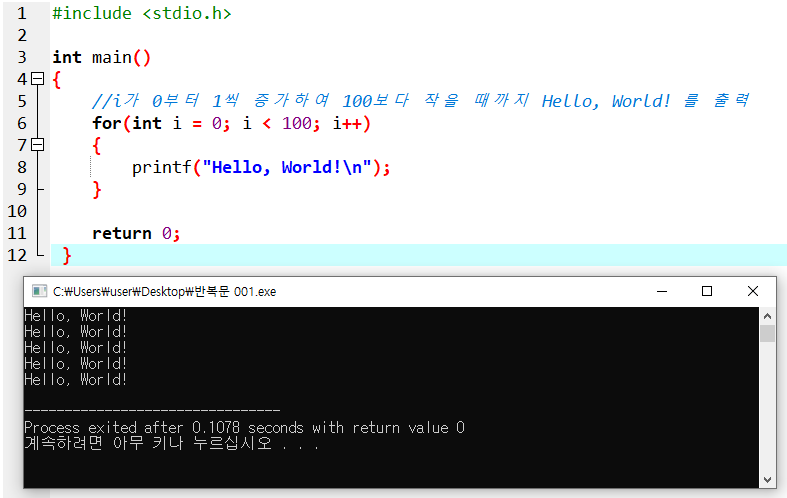 1 #include <stdio.h>
2
3 int main()
4 {
5 //i가 0부터 1씩 증가하여 100보다 작을 때까지 Hello, World! 를 출력
6 for(int i = 0; i < 100; i++)
7 {
8 printf("Hello, World!\n");
9 }
10
11 return 0;
12 }
C:₩Users₩user₩Desktop₩반복문 001.exe
Hello, World!
Hello, World!
Hello, World!
Hello, World!
Hello, World!
--------------------------------
Process exited after 0.1078 seconds with return value 0
계속하려면 아무 키나 누르십시오 . . .